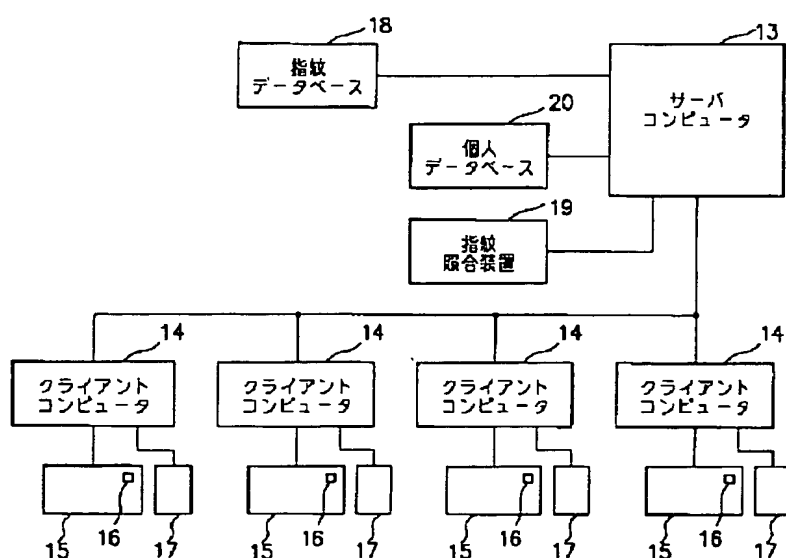 18
指紋
データベース
13
サーバ
コンピュータ
20
個人
データベース
19
指紋
照合装置
14
14
14
14
クライアント
コンピュータ
クライアント
コンピュータ
クライアント
コンピュータ
クライアント
コンピュータ
15
16
17
15
16
17
15
16
17
15
16
17